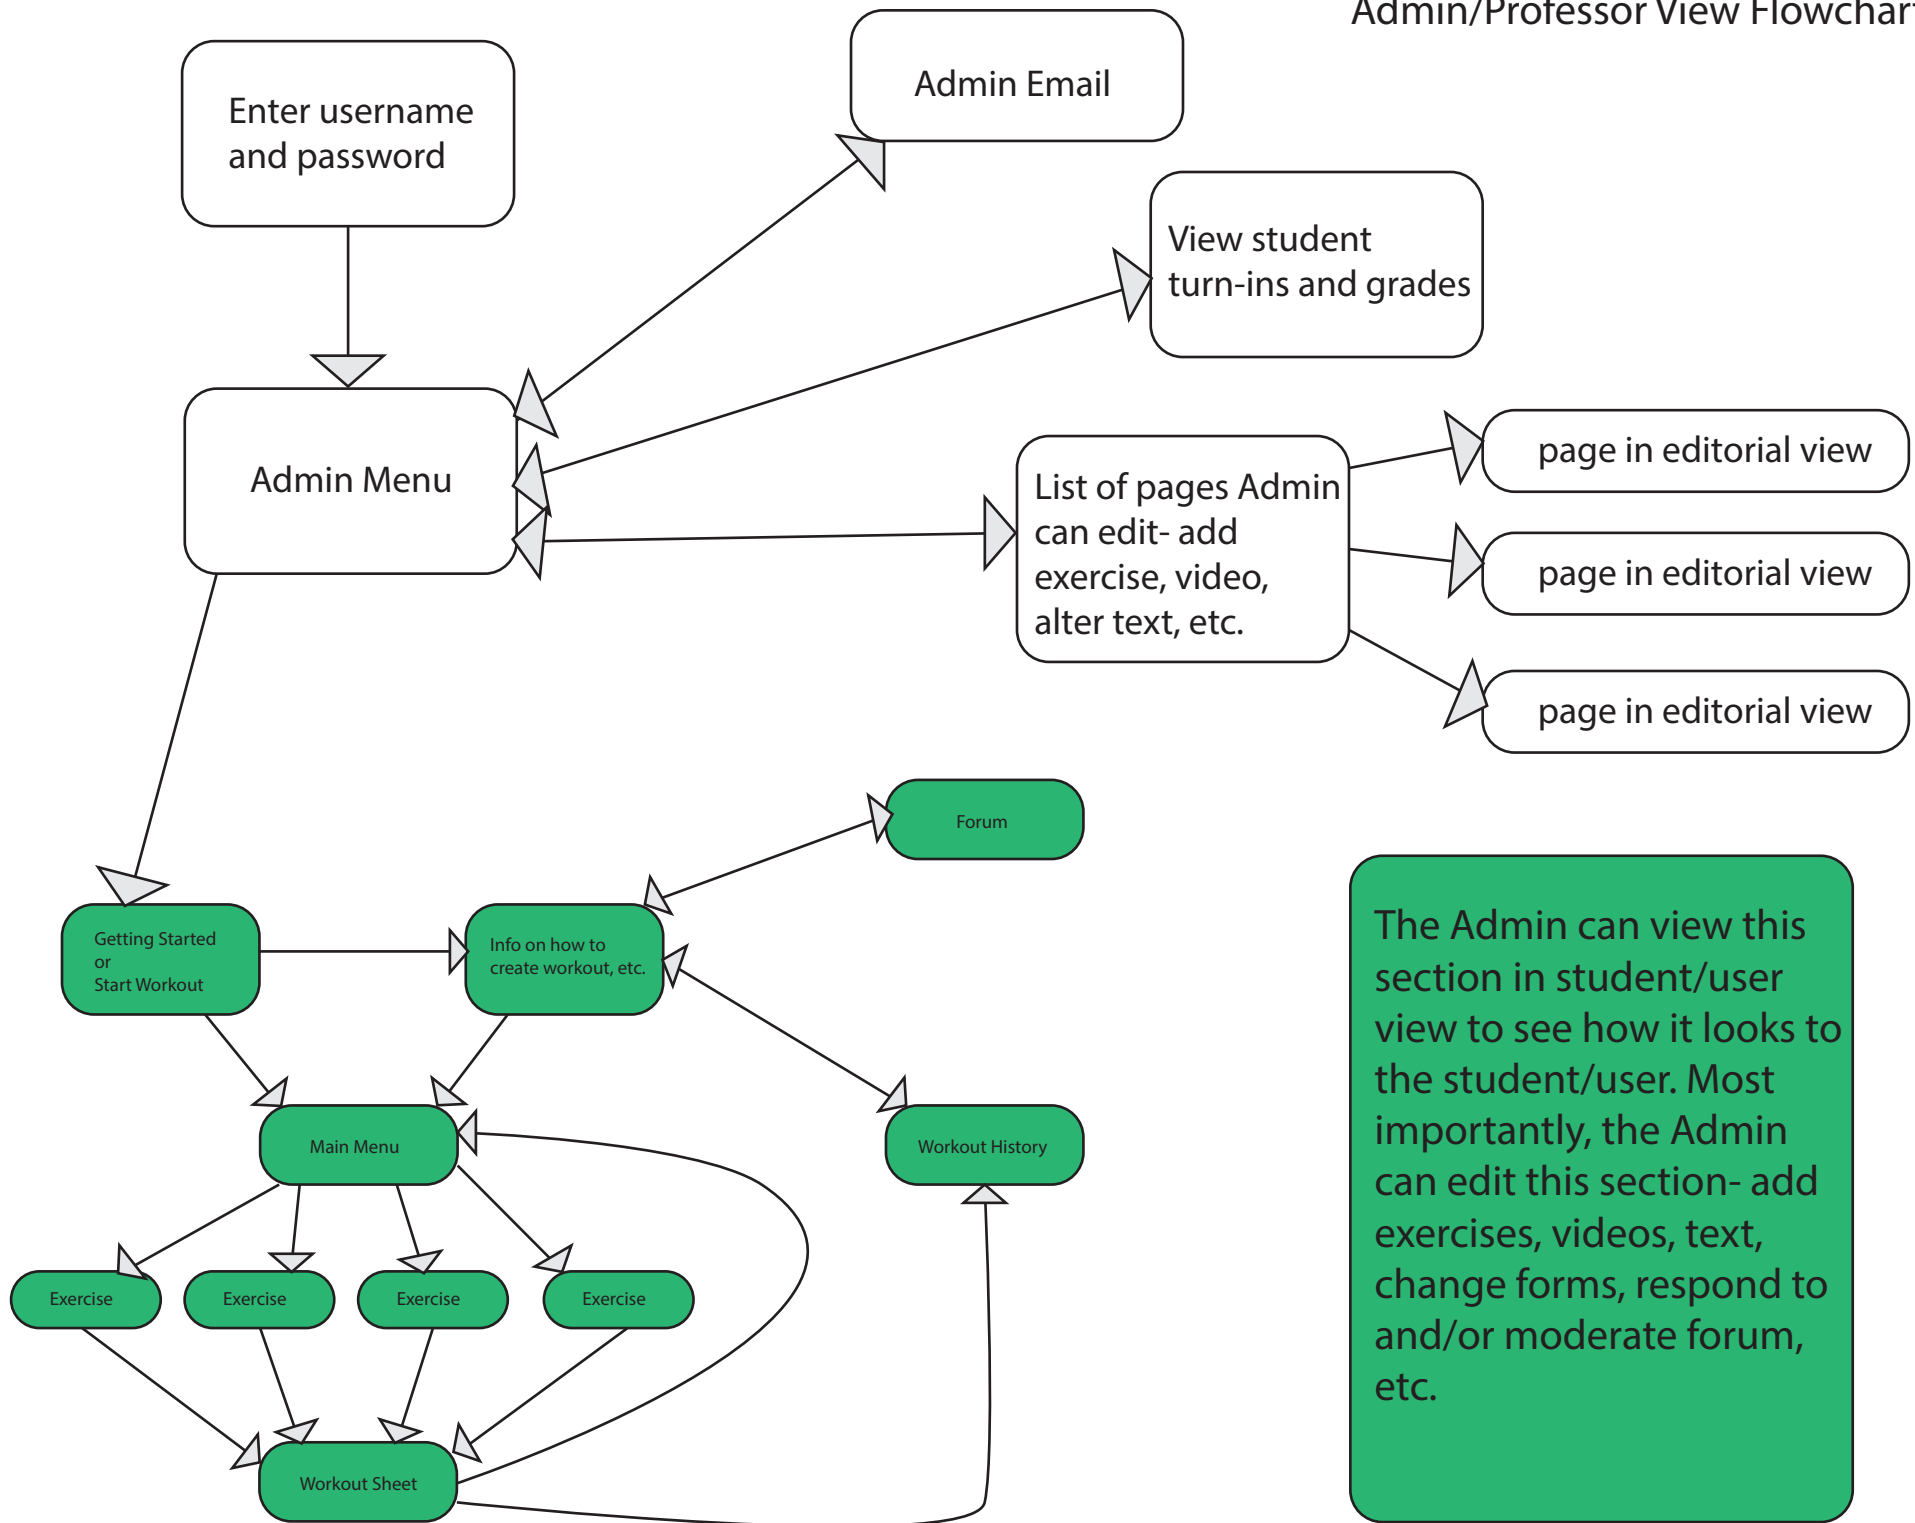 Admin/Professor View Flowchart
Enter username
and password
Admin Email
View student
turn-ins and grades
Admin Menu
List of pages Admin
can edit- add
exercise, video,
alter text, etc.
page in editorial view
page in editorial view
page in editorial view
Forum
Getting Started
or
Start Workout
Info on how to
create workout, etc.
Main Menu
Workout History
Exercise
Exercise
Exercise
Exercise
Workout Sheet
The Admin can view this
section in student/user
view to see how it looks to
the student/user. Most
importantly, the Admin
can edit this section- add
exercises, videos, text,
change forms, respond to
and/or moderate forum,
etc.